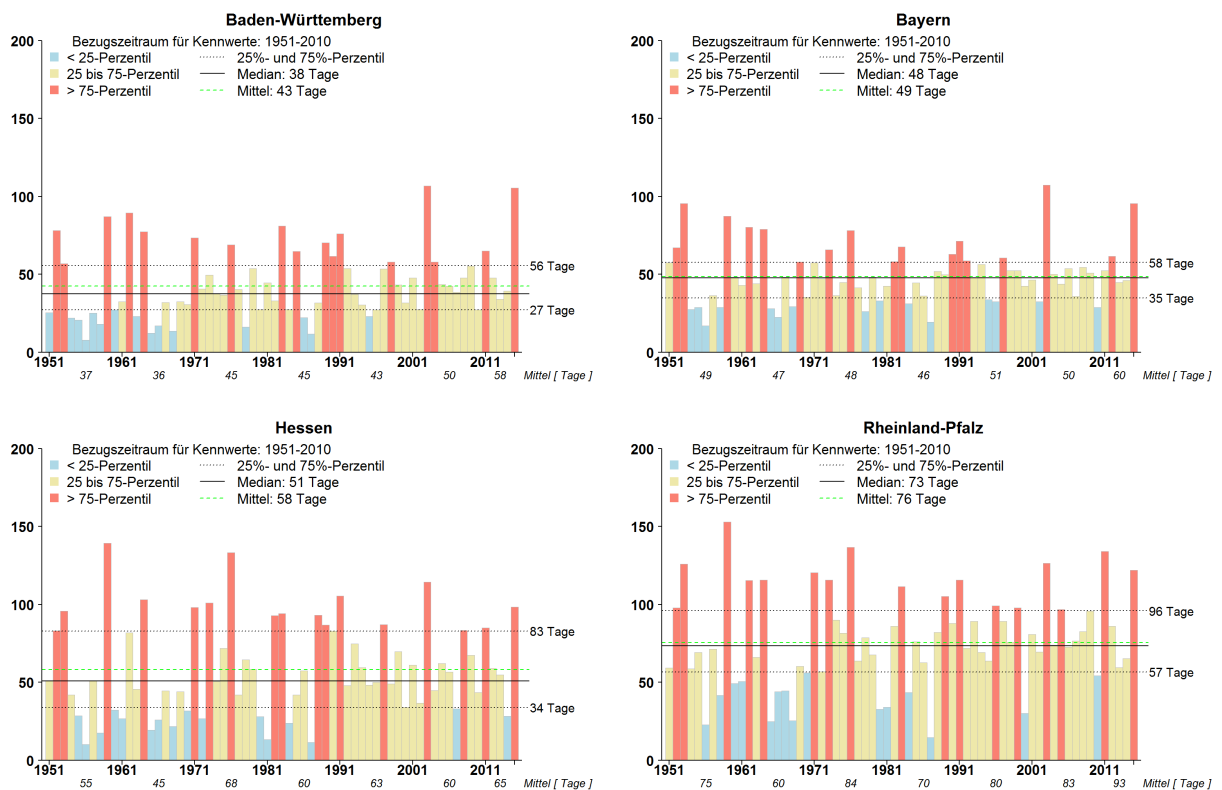 Baden-Württemberg
200
Bezugszeitraum für Kennwerte: 1951-2010
< 25-Perzentil
25%- und 75%-Perzentil
25 bis 75-Perzentil
Median: 38 Tage
> 75-Perzentil
Mittel: 43 Tage
150
100
50
0
56 Tage
27 Tage
1951 1961 1971 1981 1991 2001 2011
37 36 45 45 43 50 58 Mittel [ Tage ]
Bayern
200
Bezugszeitraum für Kennwerte: 1951-2010
< 25-Perzentil
25%- und 75%-Perzentil
25 bis 75-Perzentil
Median: 48 Tage
> 75-Perzentil
Mittel: 49 Tage
150
100
50
0
58 Tage
35 Tage
1951 1961 1971 1981 1991 2001 2011
49 47 48 46 51 50 60 Mittel [ Tage ]
Hessen
200
Bezugszeitraum für Kennwerte: 1951-2010
< 25-Perzentil
25%- und 75%-Perzentil
25 bis 75-Perzentil
Median: 51 Tage
> 75-Perzentil
Mittel: 58 Tage
150
100
50
0
83 Tage
34 Tage
1951 1961 1971 1981 1991 2001 2011
55 45 68 60 63 60 65 Mittel [ Tage ]
Rheinland-Pfalz
200
Bezugszeitraum für Kennwerte: 1951-2010
< 25-Perzentil
25%- und 75%-Perzentil
25 bis 75-Perzentil
Median: 73 Tage
> 75-Perzentil
Mittel: 76 Tage
150
100
50
0
96 Tage
57 Tage
1951 1961 1971 1981 1991 2001 2011
75 60 84 70 80 83 93 Mittel [ Tage ]